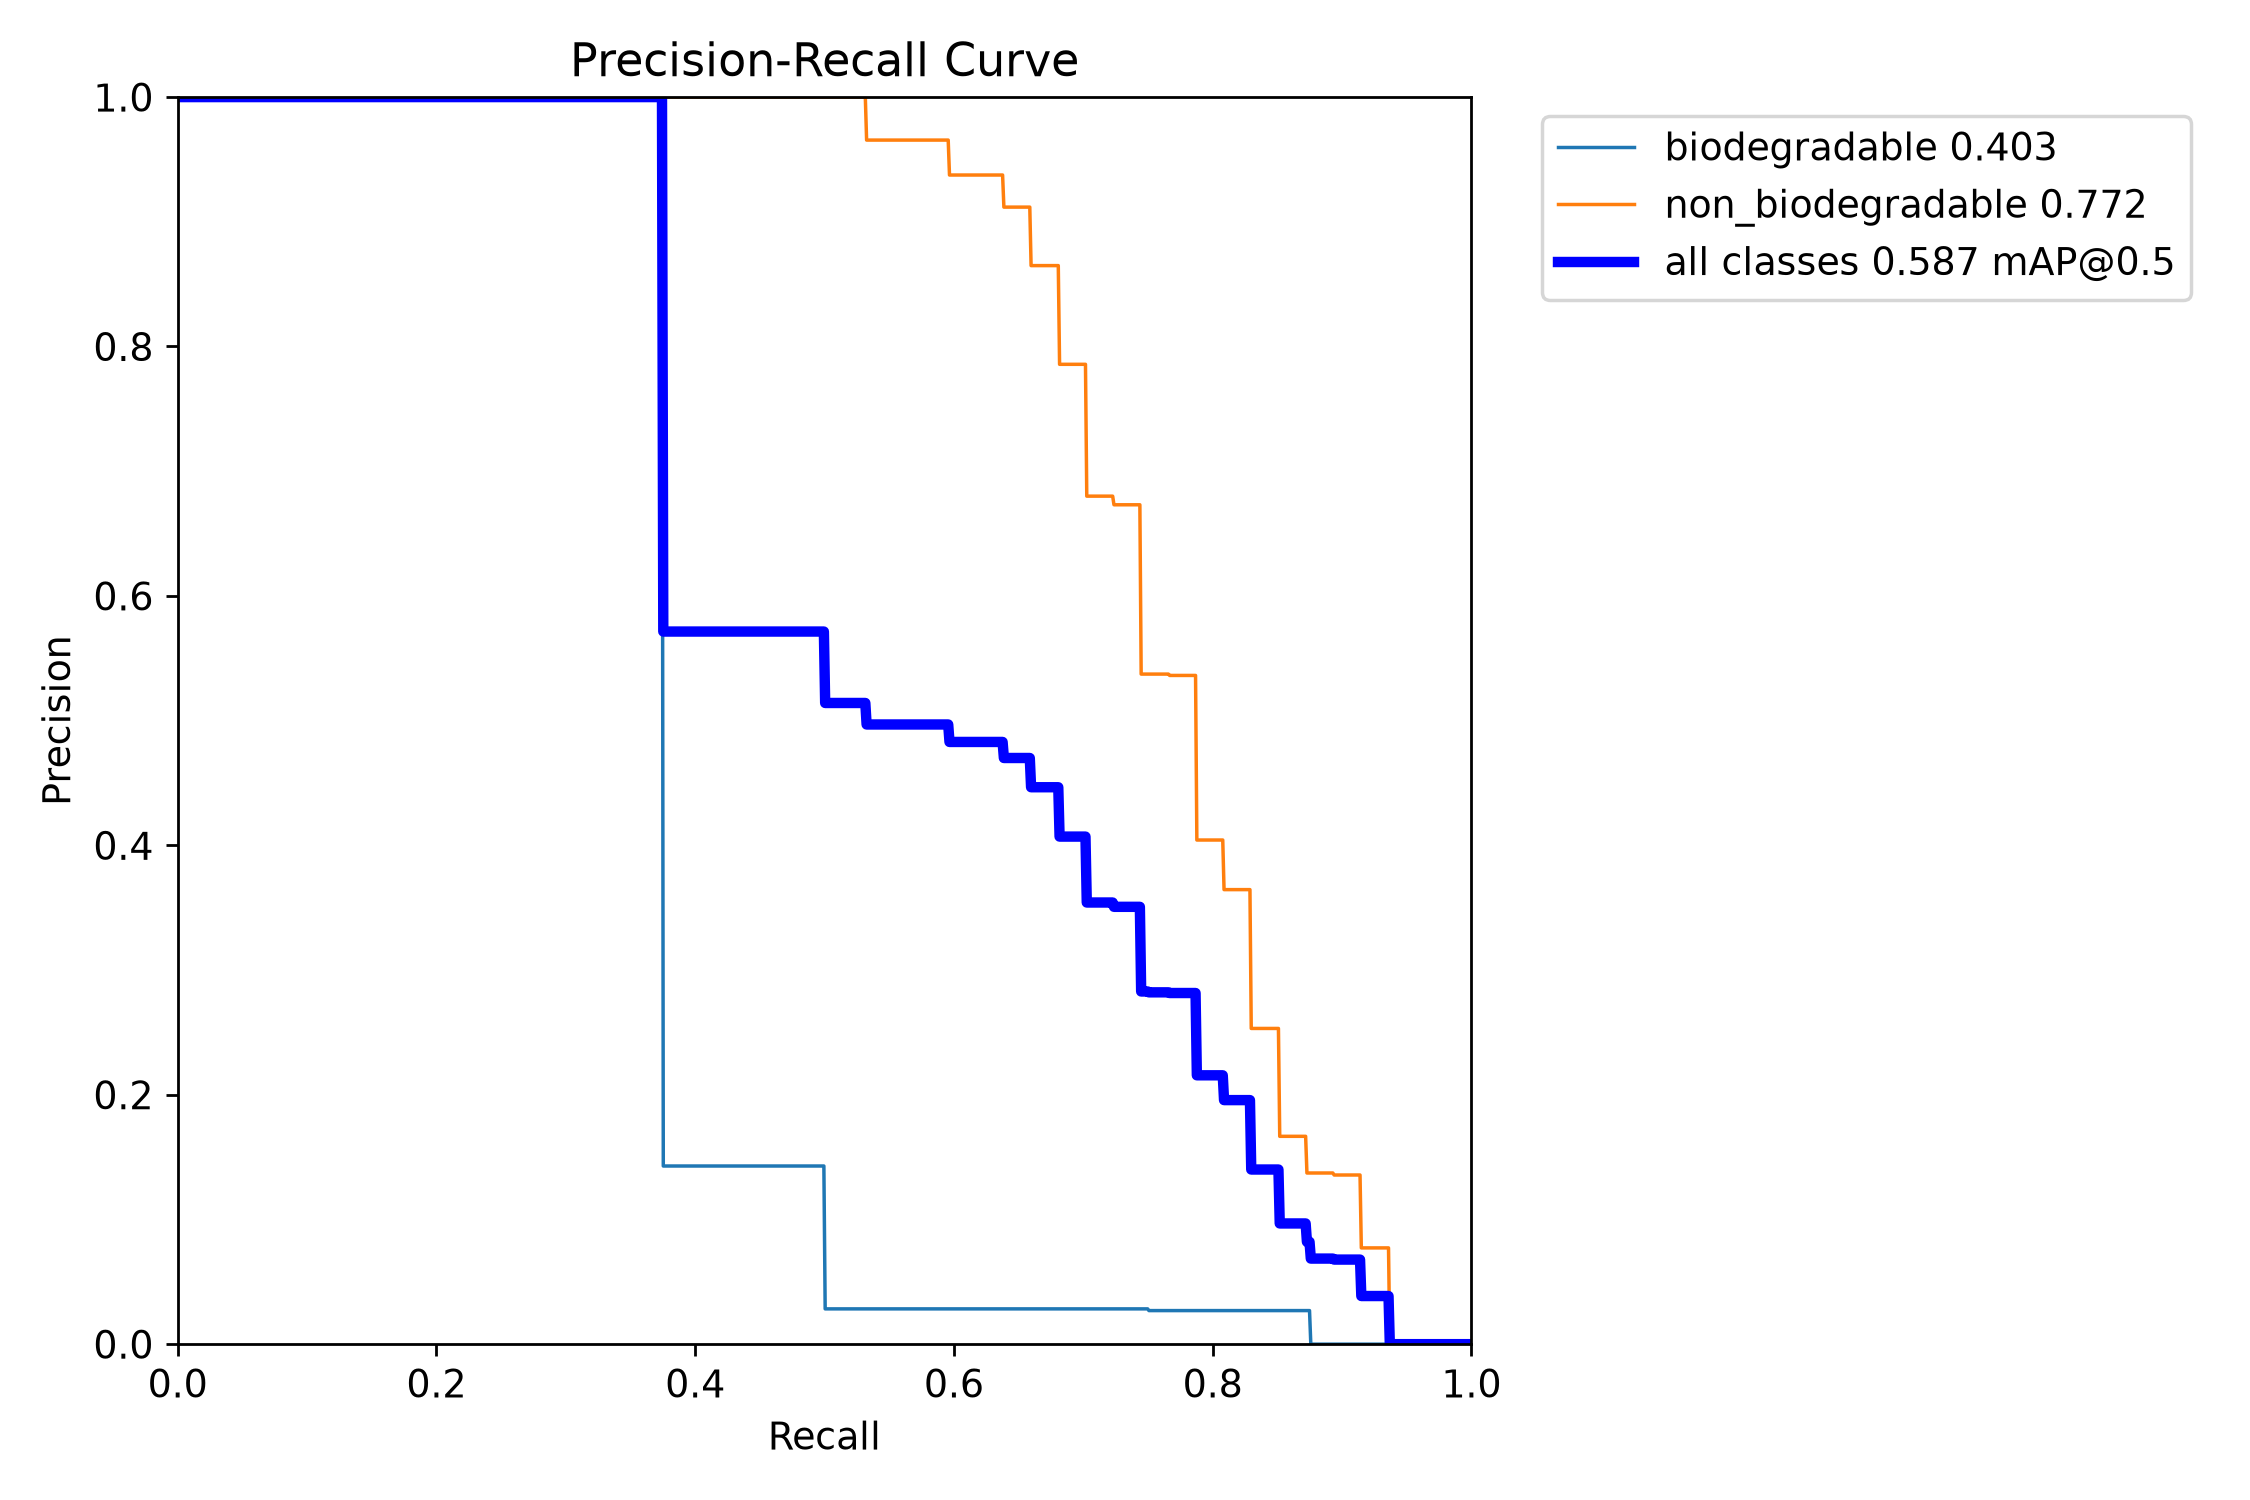 Precision-Recall Curve
1.0
0.8
0.6
0.4
0.2
0.0
Precision
0.0 0.2 0.4 0.6 0.8 1.0
Recall
biodegradable 0.403
non_biodegradable 0.772
all classes 0.587 mAP@0.5